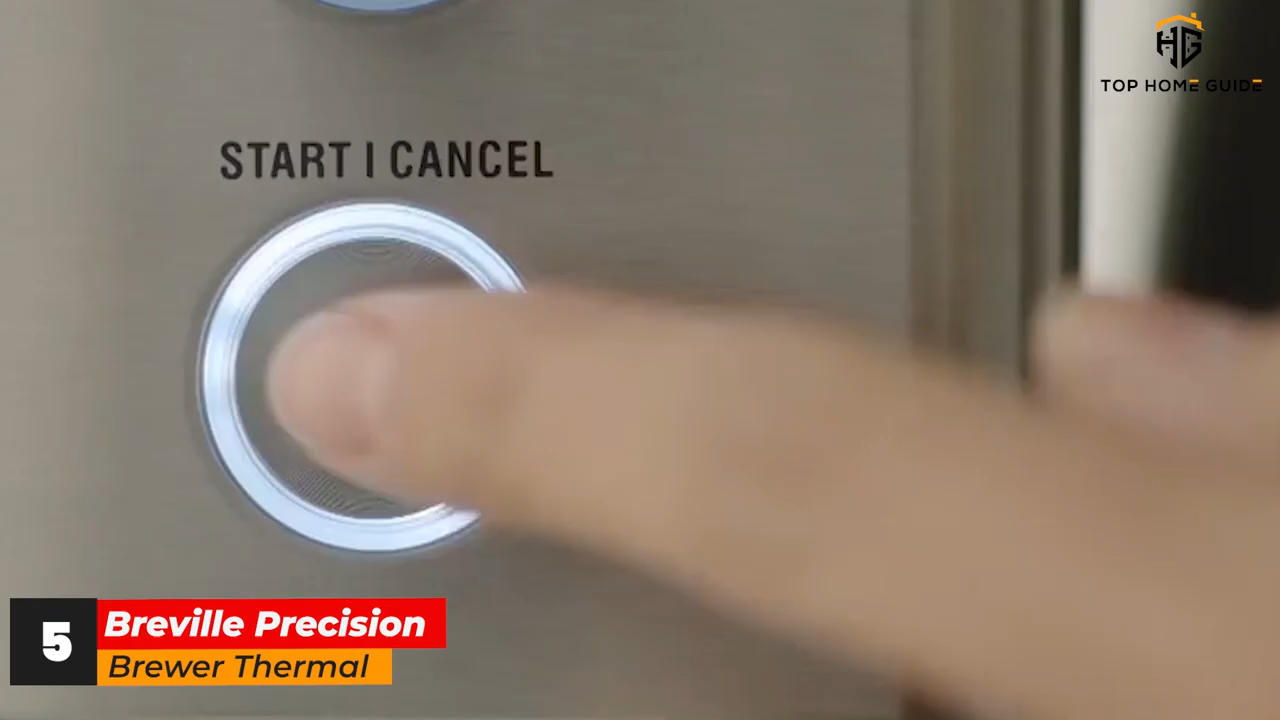 HG
TOP HOME GUIDE
START | CANCEL
5
Breville Precision
Brewer Thermal